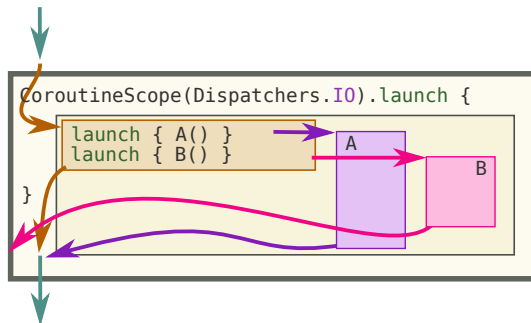 CoroutineScope(Dispatchers.IO).launch {
launch { A() }
launch { B() }
A
B
}